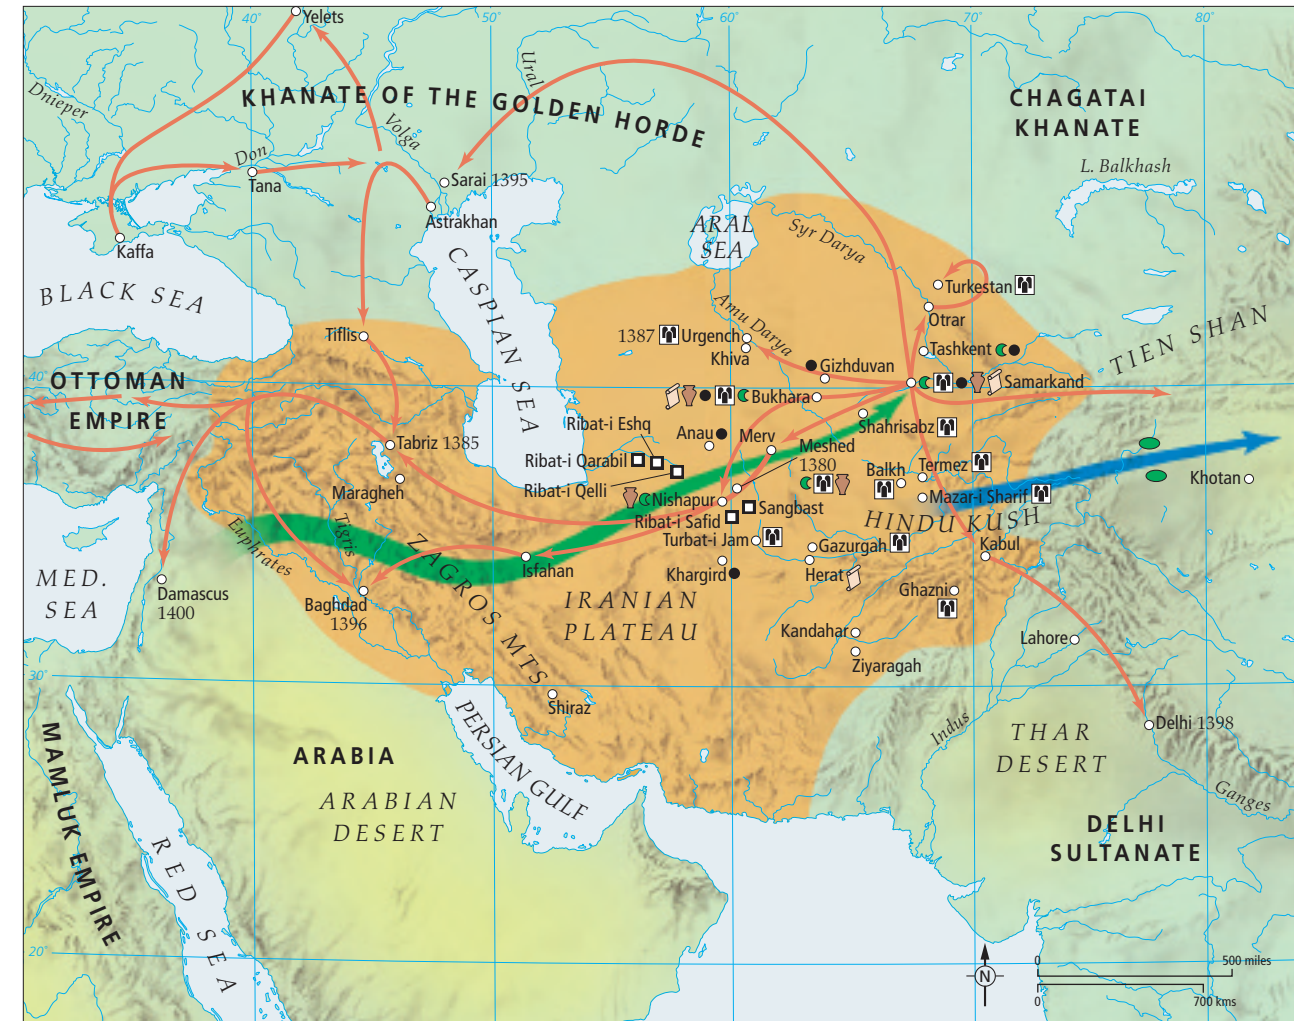 40°
50°
60°
70°
80°
Yelets
Dnieper
Ural
KHANATE OF THE GOLDEN HORDE
CHAGATAI
KHANATE
Volga
Don
Tana
Sarai 1395
L. Balkhash
Astrakhan
Kaffa
ARAL
SEA
Syr Darya
CASPIAN SEA
BLACK SEA
Turkestan
Amu Darya
Otrar
Tiflis
1387
Urgench
Khiva
Tashkent
TIEN SHAN
Gizhduvan
40°
OTTOMAN
EMPIRE
Samarkand
Bukhara
Ribat-i Eshq
Anau
Merv
Shahrisabz
Tabriz 1385
Meshed
1380
Ribat-i Qarabil
Balkh
Termez
Maragheh
Ribat-i Qelli
Khotan
Nishapur
Mazar-i Sharif
Sangbast
Ribat-i Safid
HINDU KUSH
Turbat-i Jam
Gazurgah
Kabul
Euphrates
Tigris
ZAGROS MTS
Isfahan
Khargird
Herat
MED.
SEA
Damascus
1400
Baghdad
1396
IRANIAN
PLATEAU
Ghazni
Kandahar
Lahore
Ziyaragah
30°
Shiraz
PERSIAN GULF
Indus
THAR
DESERT
Delhi 1398
MAMLUK EMPIRE
ARABIA
ARABIAN
DESERT
Ganges
RED SEA
DELHI
SULTANATE
20°
N
0
500 miles
0
700 kms